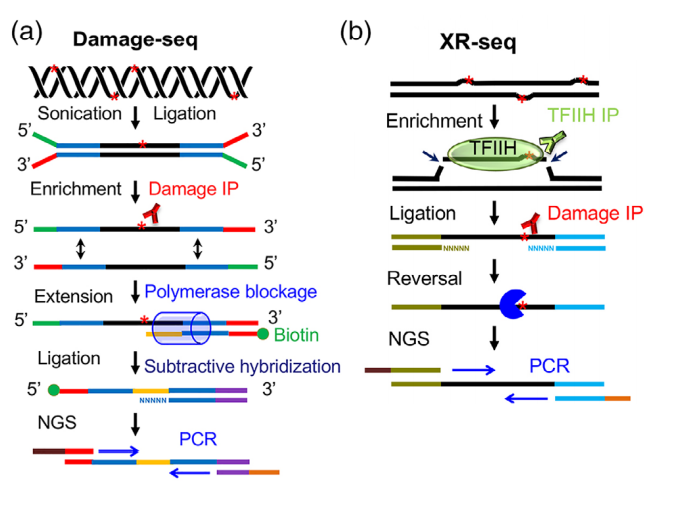 (a) Damage-seq
Sonication Ligation
5’ 3’
3’ 5’
Enrichment Damage IP
5’ 3’
3’ 5’
Extension Polymerase blockage
5’ 3’
Biotin
Ligation Subtractive hybridization
5’ 3’
NNNNN
NGS
PCR
(b) XR-seq
TFIIH IP
Enrichment
TFIIH
Ligation Damage IP
NNNNN NNNNN
Reversal
NGS
PCR